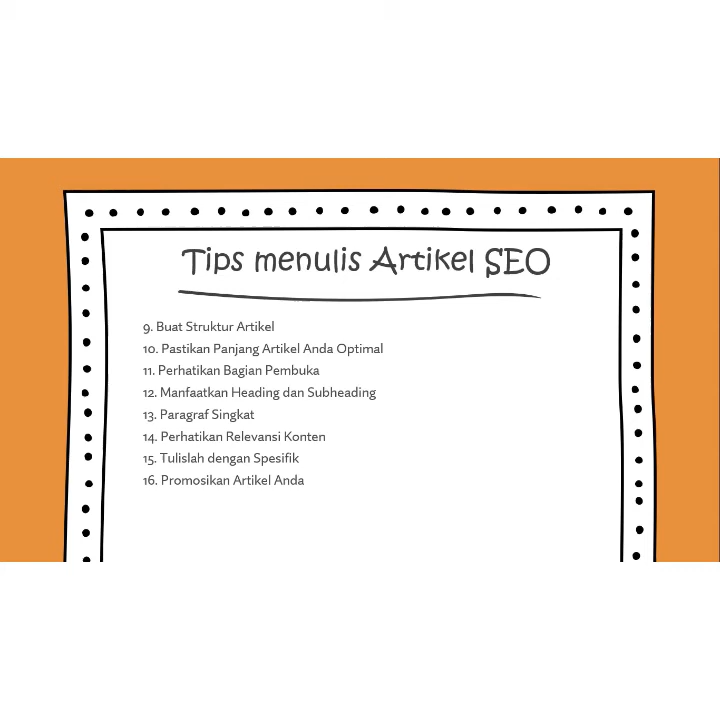 Tips menulis Artikel SEO
9. Buat Struktur Artikel
10. Pastikan Panjang Artikel Anda Optimal
11. Perhatikan Bagian Pembuka
12. Manfaatkan Heading dan Subheading
13. Paragraf Singkat
14. Perhatikan Relevansi Konten
15. Tulislah dengan Spesifik
16. Promosikan Artikel Anda